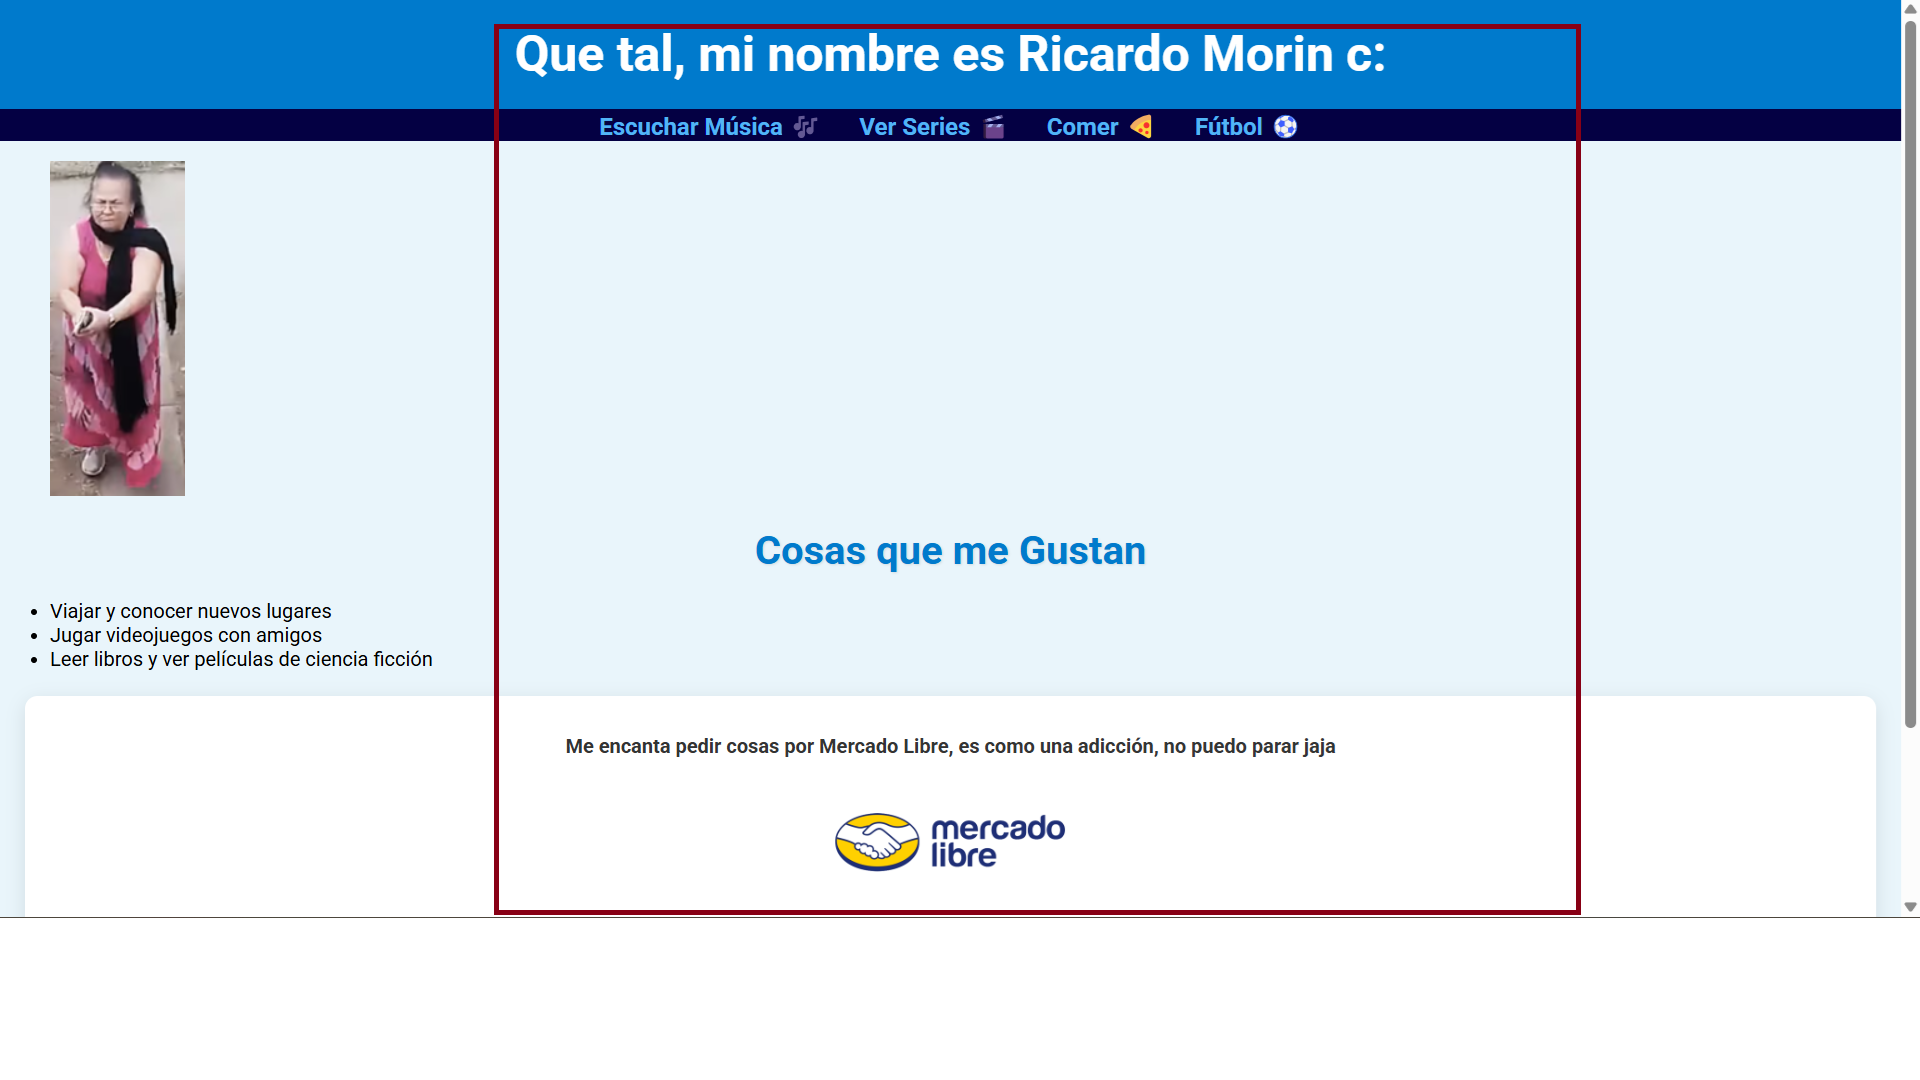 Que tal, mi nombre es Ricardo Morin c:
Escuchar Música 🎶 Ver Series 🎬 Comer 🍕 Fútbol ⚽
Cosas que me Gustan
• Viajar y conocer nuevos lugares
• Jugar videojuegos con amigos
• Leer libros y ver películas de ciencia ficción
Me encanta pedir cosas por Mercado Libre, es como una adicción, no puedo parar jaja
mercado
libre